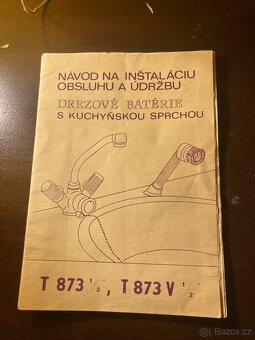 NÁVOD NA INŠTALÁCIU
OBSLUHU A ÚDRŽBU
DREZOVÉ BATÉRIE
S KUCHYŇSKOU SPRCHOU
T 873 1/2", T 873 V 1/2"
bazos.cz